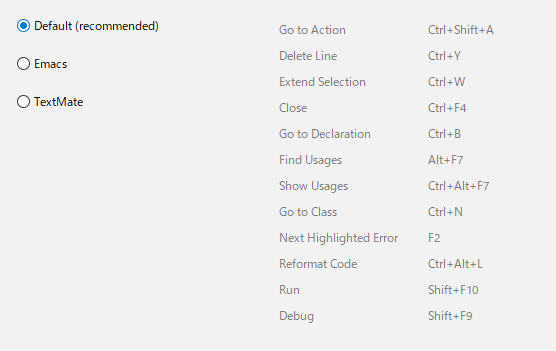 Default (recommended)
Emacs
TextMate
Go to Action Ctrl+Shift+A
Delete Line Ctrl+Y
Extend Selection Ctrl+W
Close Ctrl+F4
Go to Declaration Ctrl+B
Find Usages Alt+F7
Show Usages Ctrl+Alt+F7
Go to Class Ctrl+N
Next Highlighted Error F2
Reformat Code Ctrl+Alt+L
Run Shift+F10
Debug Shift+F9